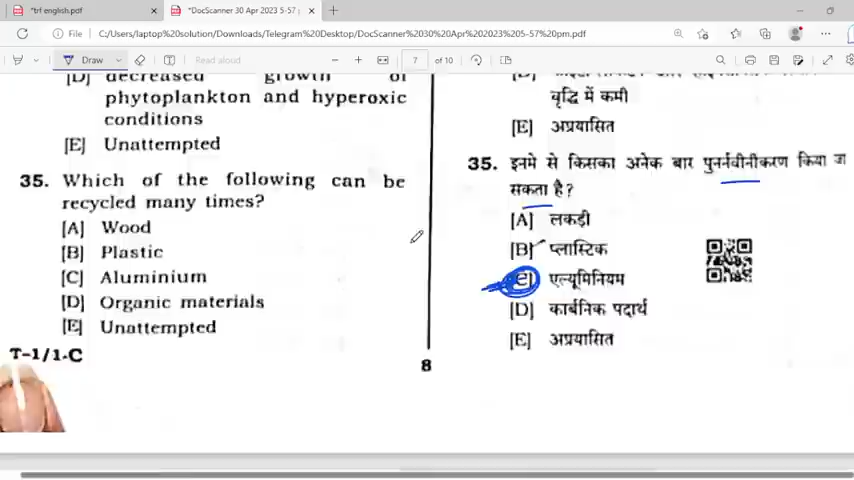 trf english.pdf
*DocScanner 30 Apr 2023 5-57 p
File
C:/Users/laptop%20solution/Downloads/Telegram%20Desktop/DocScanner%2030%20Apr%202023%205-57%20pm.pdf
Draw
Read aloud
7
of 10
[D] decreased growth of
phytoplankton and hyperoxic
conditions
[E] Unattempted
35. Which of the following can be
recycled many times?
[A] Wood
[B] Plastic
[C] Aluminium
[D] Organic materials
[E] Unattempted
T-1/1-C
8
वृद्धि में कमी
[E] अप्रयासित
35. इनमे से किसका अनेक बार पुनर्नवीनीकरण किया जा
सकता है?
[A] लकड़ी
[B] प्लास्टिक
[C] एल्यूमिनियम
[D] कार्बनिक पदार्थ
[E] अप्रयासित